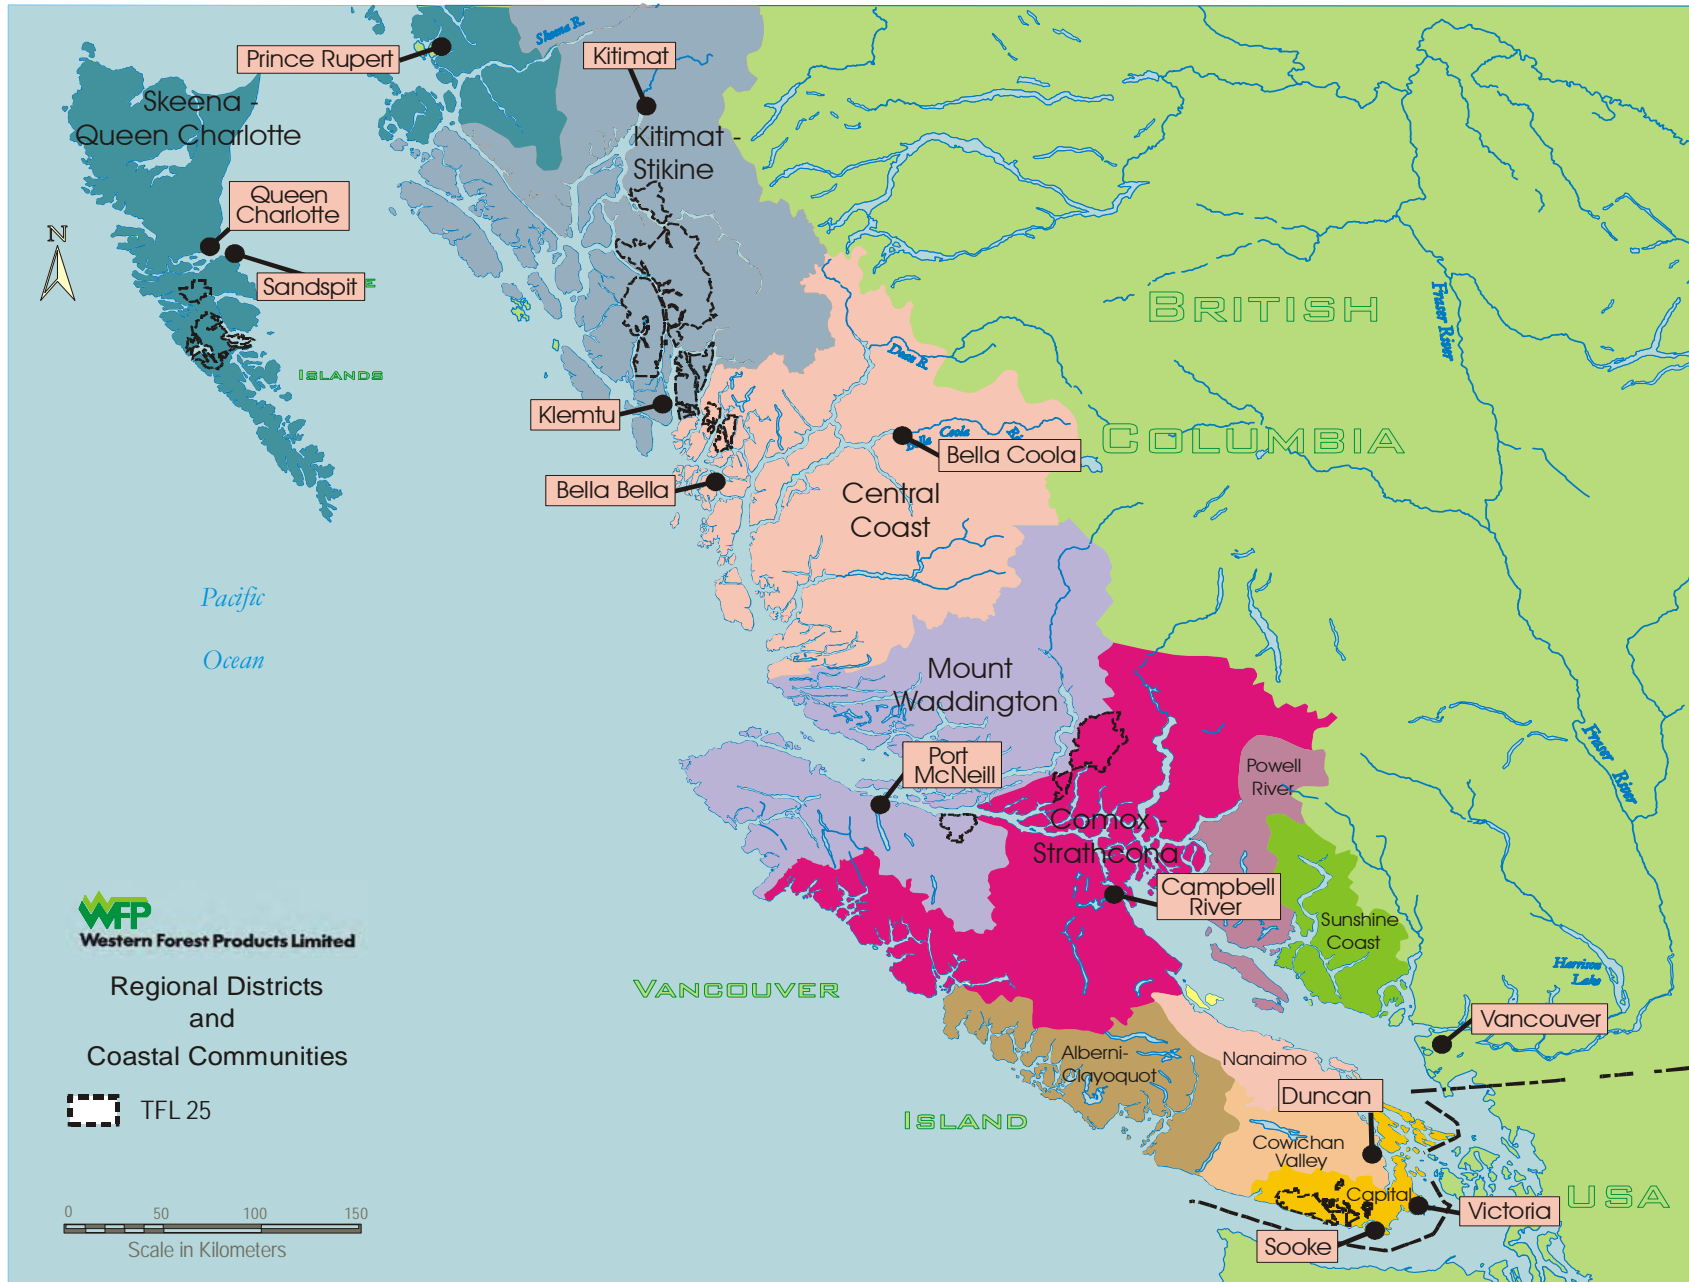 Skeena R.
Prince Rupert
Kitimat
Skeena -
Queen Charlotte
Kitimat -
Stikine
Queen
Charlotte
N
Sandspit
E
British
Fraser River
Islands
Dean R.
Klemtu
Columbia
Coola
Bella Coola
Bella Bella
Central
Coast
Pacific
Ocean
Mount
Waddington
Port
McNeill
Powell
River
Fraser River
Comox -
Strathcona
Campbell
River
WFP
Western Forest Products Limited
Sunshine
Coast
Harrison
Lake
Vancouver
Regional Districts
and
Coastal Communities
Vancouver
Alberni-
Clayoquot
Nanaimo
Duncan
TFL 25
Island
Cowichan
Valley
Capital
USA
Victoria
Sooke
0 50 100 150
Scale in Kilometers